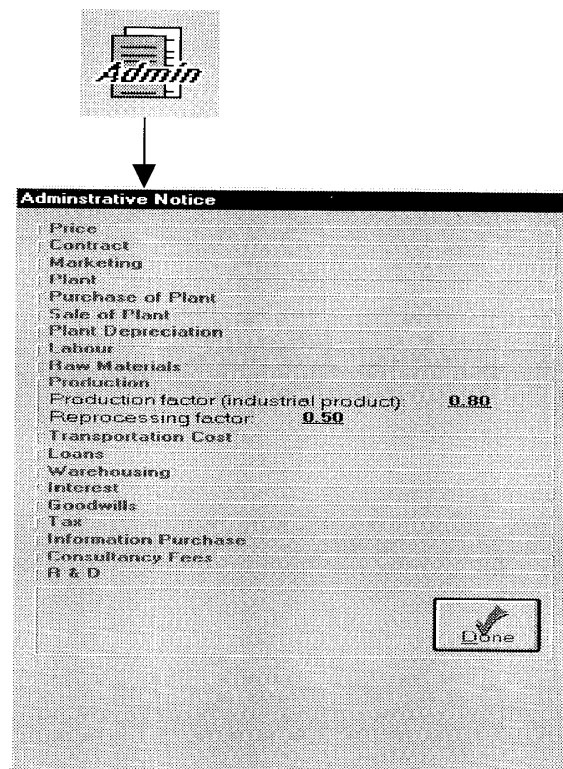 Admin
Adminstrative Notice
Price
Contract
Marketing
Plant
Purchase of Plant
Sale of Plant
Plant Depreciation
Labour
Raw Materials
Production
Production factor (industrial product) 0.80
Reprocessing factor 0.50
Transportation Cost
Loans
Warehousing
Interest
Goodwills
Tax
Information Purchase
Consultancy Fees
R & D
Done